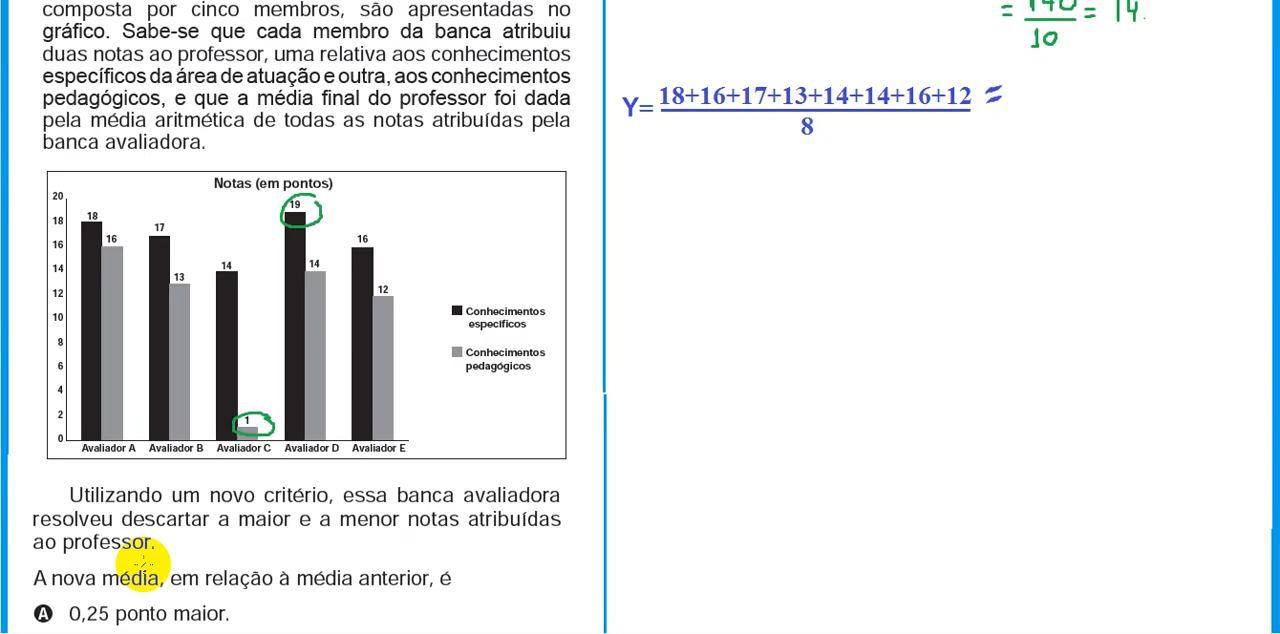 composta por cinco membros, são apresentadas no
gráfico. Sabe-se que cada membro da banca atribuiu
duas notas ao professor, uma relativa aos conhecimentos
específicos da área de atuação e outra, aos conhecimentos
pedagógicos, e que a média final do professor foi dada
pela média aritmética de todas as notas atribuídas pela
banca avaliadora.
Notas (em pontos)
20
18
16
14
12
10
8
6
4
2
0
18
16
17
13
14
1
19
14
16
12
Avaliador A Avaliador B Avaliador C Avaliador D Avaliador E
Conhecimentos
específicos
Conhecimentos
pedagógicos
Utilizando um novo critério, essa banca avaliadora
resolveu descartar a maior e a menor notas atribuídas
ao professor.
A nova média, em relação à média anterior, é
A 0,25 ponto maior.
= 140 = 14.
10
Y= 18+16+17+13+14+14+16+12 =
8